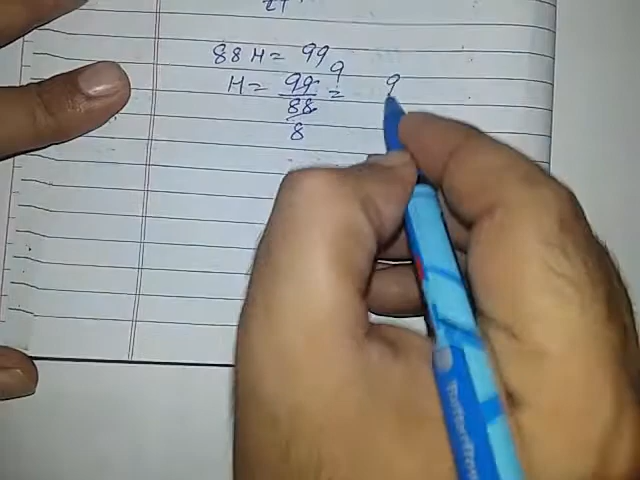 88 H = 99
9
H = 99/88 = 9
8